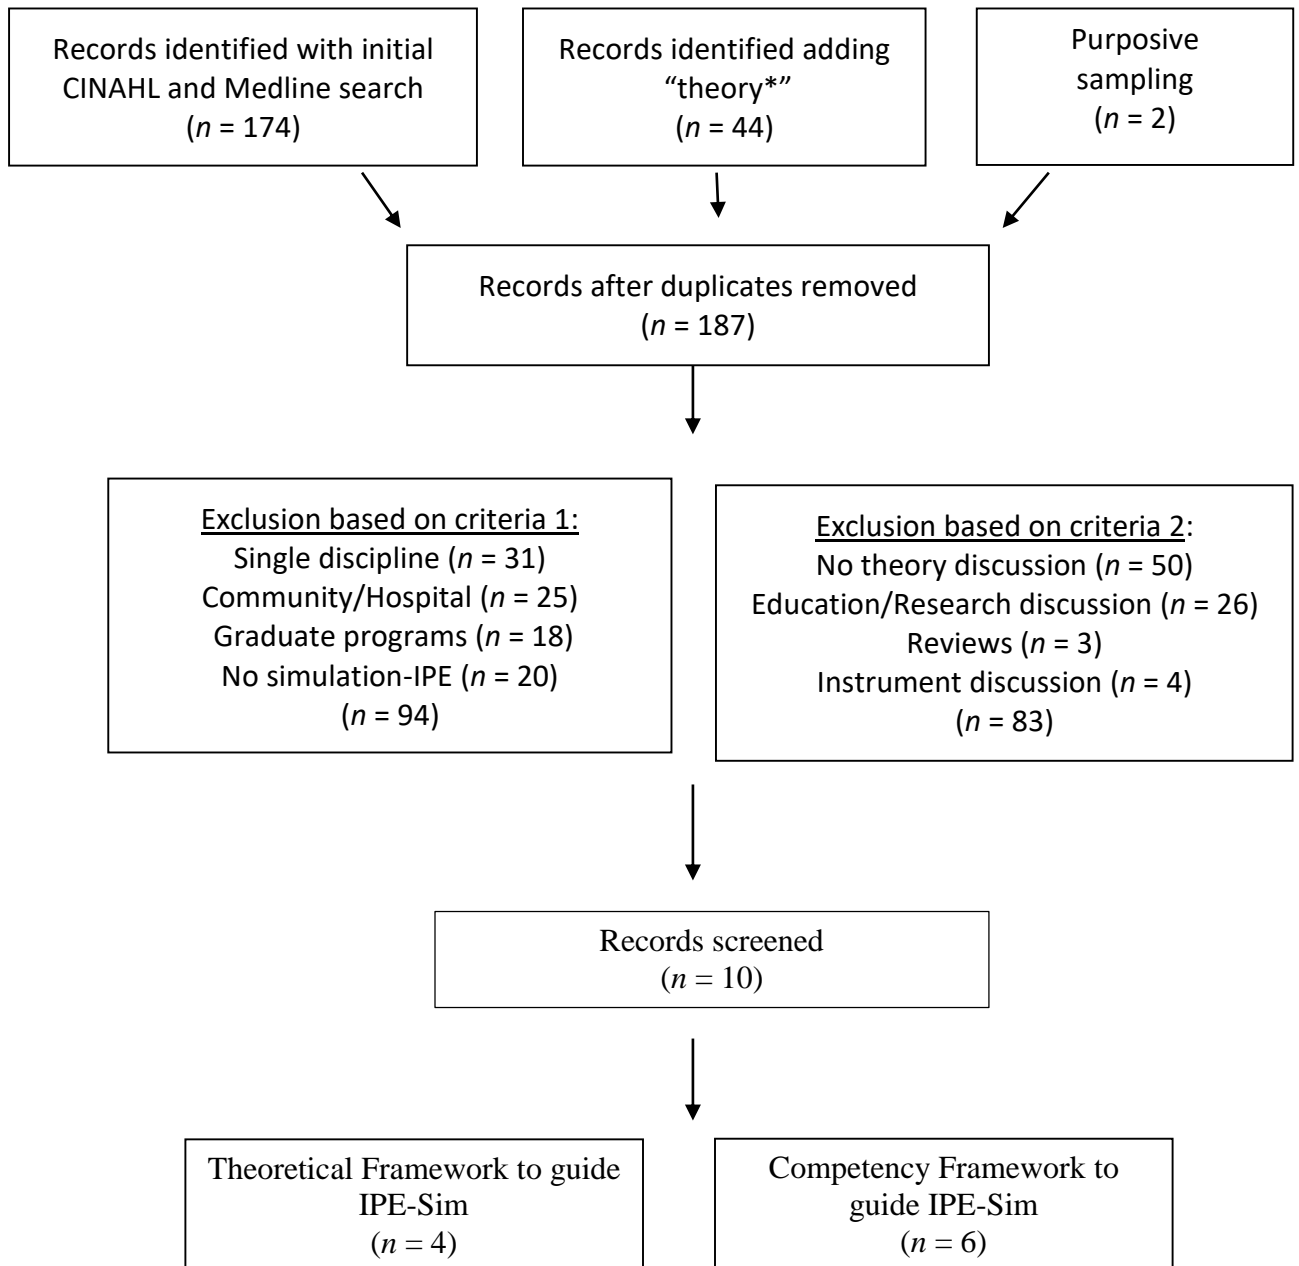 Records identified with initial
CINAHL and Medline search
(n = 174)
Records identified adding
“theory*”
(n = 44)
Purposive
sampling
(n = 2)
Records after duplicates removed
(n = 187)
Exclusion based on criteria 1:
Single discipline (n = 31)
Community/Hospital (n = 25)
Graduate programs (n = 18)
No simulation-IPE (n = 20)
(n = 94)
Exclusion based on criteria 2:
No theory discussion (n = 50)
Education/Research discussion (n = 26)
Reviews (n = 3)
Instrument discussion (n = 4)
(n = 83)
Records screened
(n = 10)
Theoretical Framework to guide
IPE-Sim
(n = 4)
Competency Framework to
guide IPE-Sim
(n = 6)